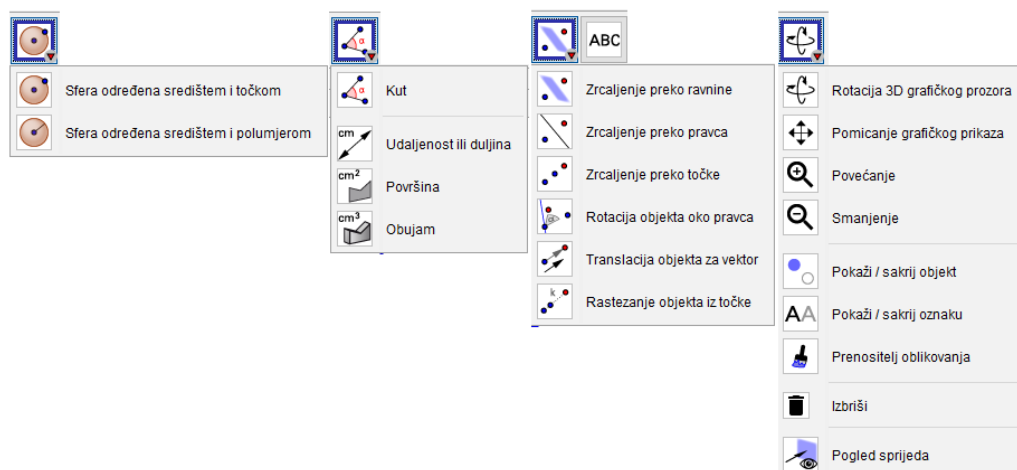 Sfera određena središtem i točkom
Sfera određena središtem i polumjerom
α
α
Kut
cm
Udaljenost ili duljina
cm²
Površina
cm³
Obujam
ABC
Zrcaljenje preko ravnine
Zrcaljenje preko pravca
Zrcaljenje preko točke
α
Rotacija objekta oko pravca
Translacija objekta za vektor
k
Rastezanje objekta iz točke
Rotacija 3D grafičkog prozora
Pomicanje grafičkog prikaza
Povećanje
Smanjenje
Pokaži / sakrij objekt
AA
Pokaži / sakrij oznaku
Prenositelj oblikovanja
Izbriši
Pogled sprijeda